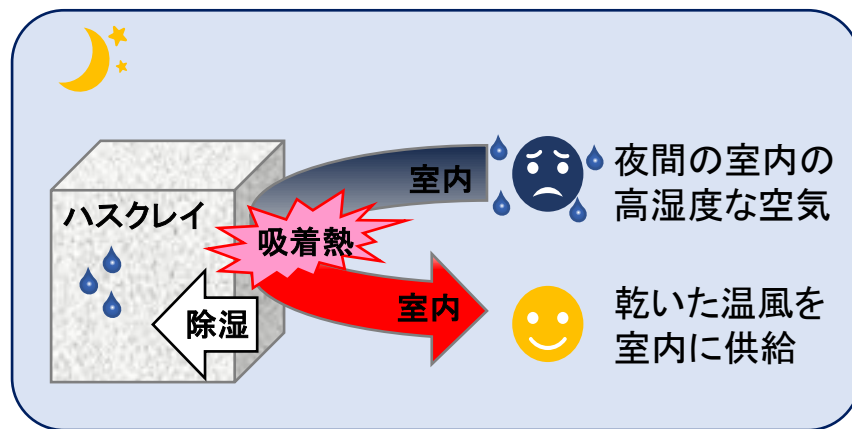 室内
夜間の室内の
高湿度な空気
ハスクレイ
吸着熱
室内
乾いた温風を
室内に供給
除湿